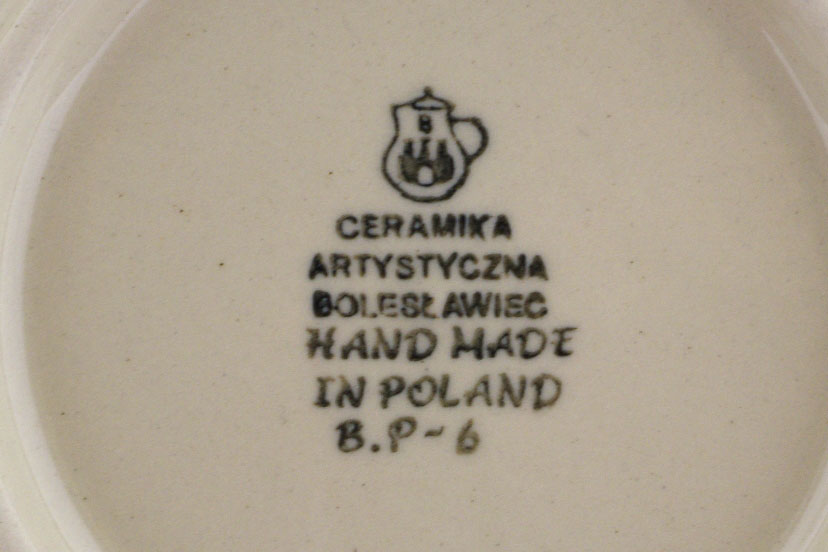 B
CERAMIKA
ARTYSTYCZNA
BOLESŁAWIEC
HAND MADE
IN POLAND
B.P-6